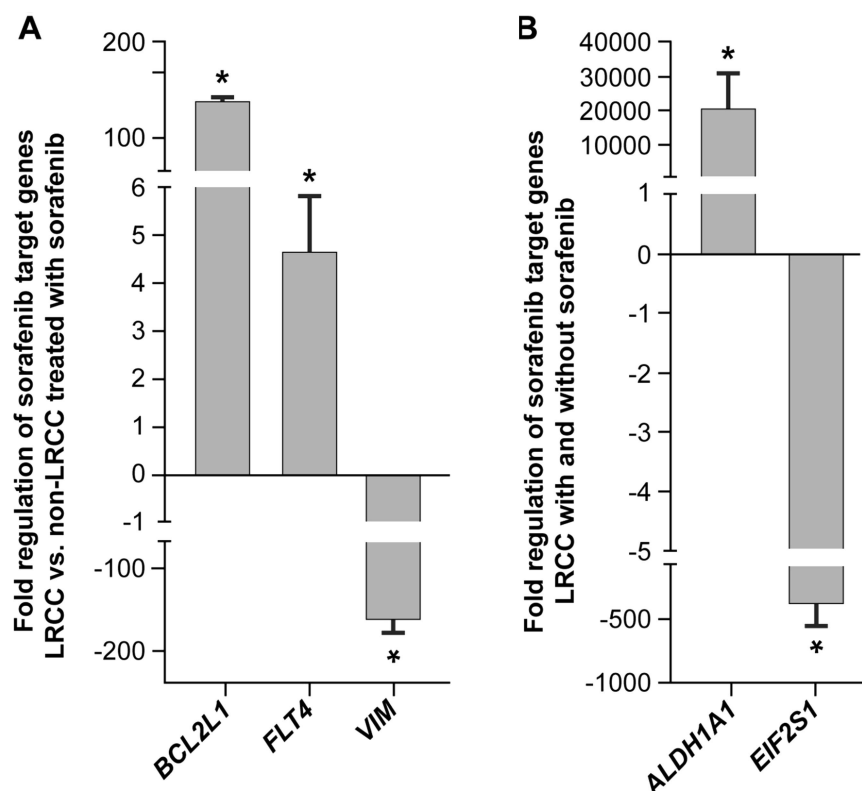 A
Fold regulation of sorafenib target genes
LRCC vs. non-LRCC treated with sorafenib
200
100
6
5
4
3
2
1
0
-1
-100
-200
*
*
*
BCL2L1
FLT4
VIM
B
Fold regulation of sorafenib target genes
LRCC with and without sorafenib
40000
30000
20000
10000
1
0
-1
-2
-3
-4
-5
-500
-1000
*
*
ALDH1A1
EIF2S1